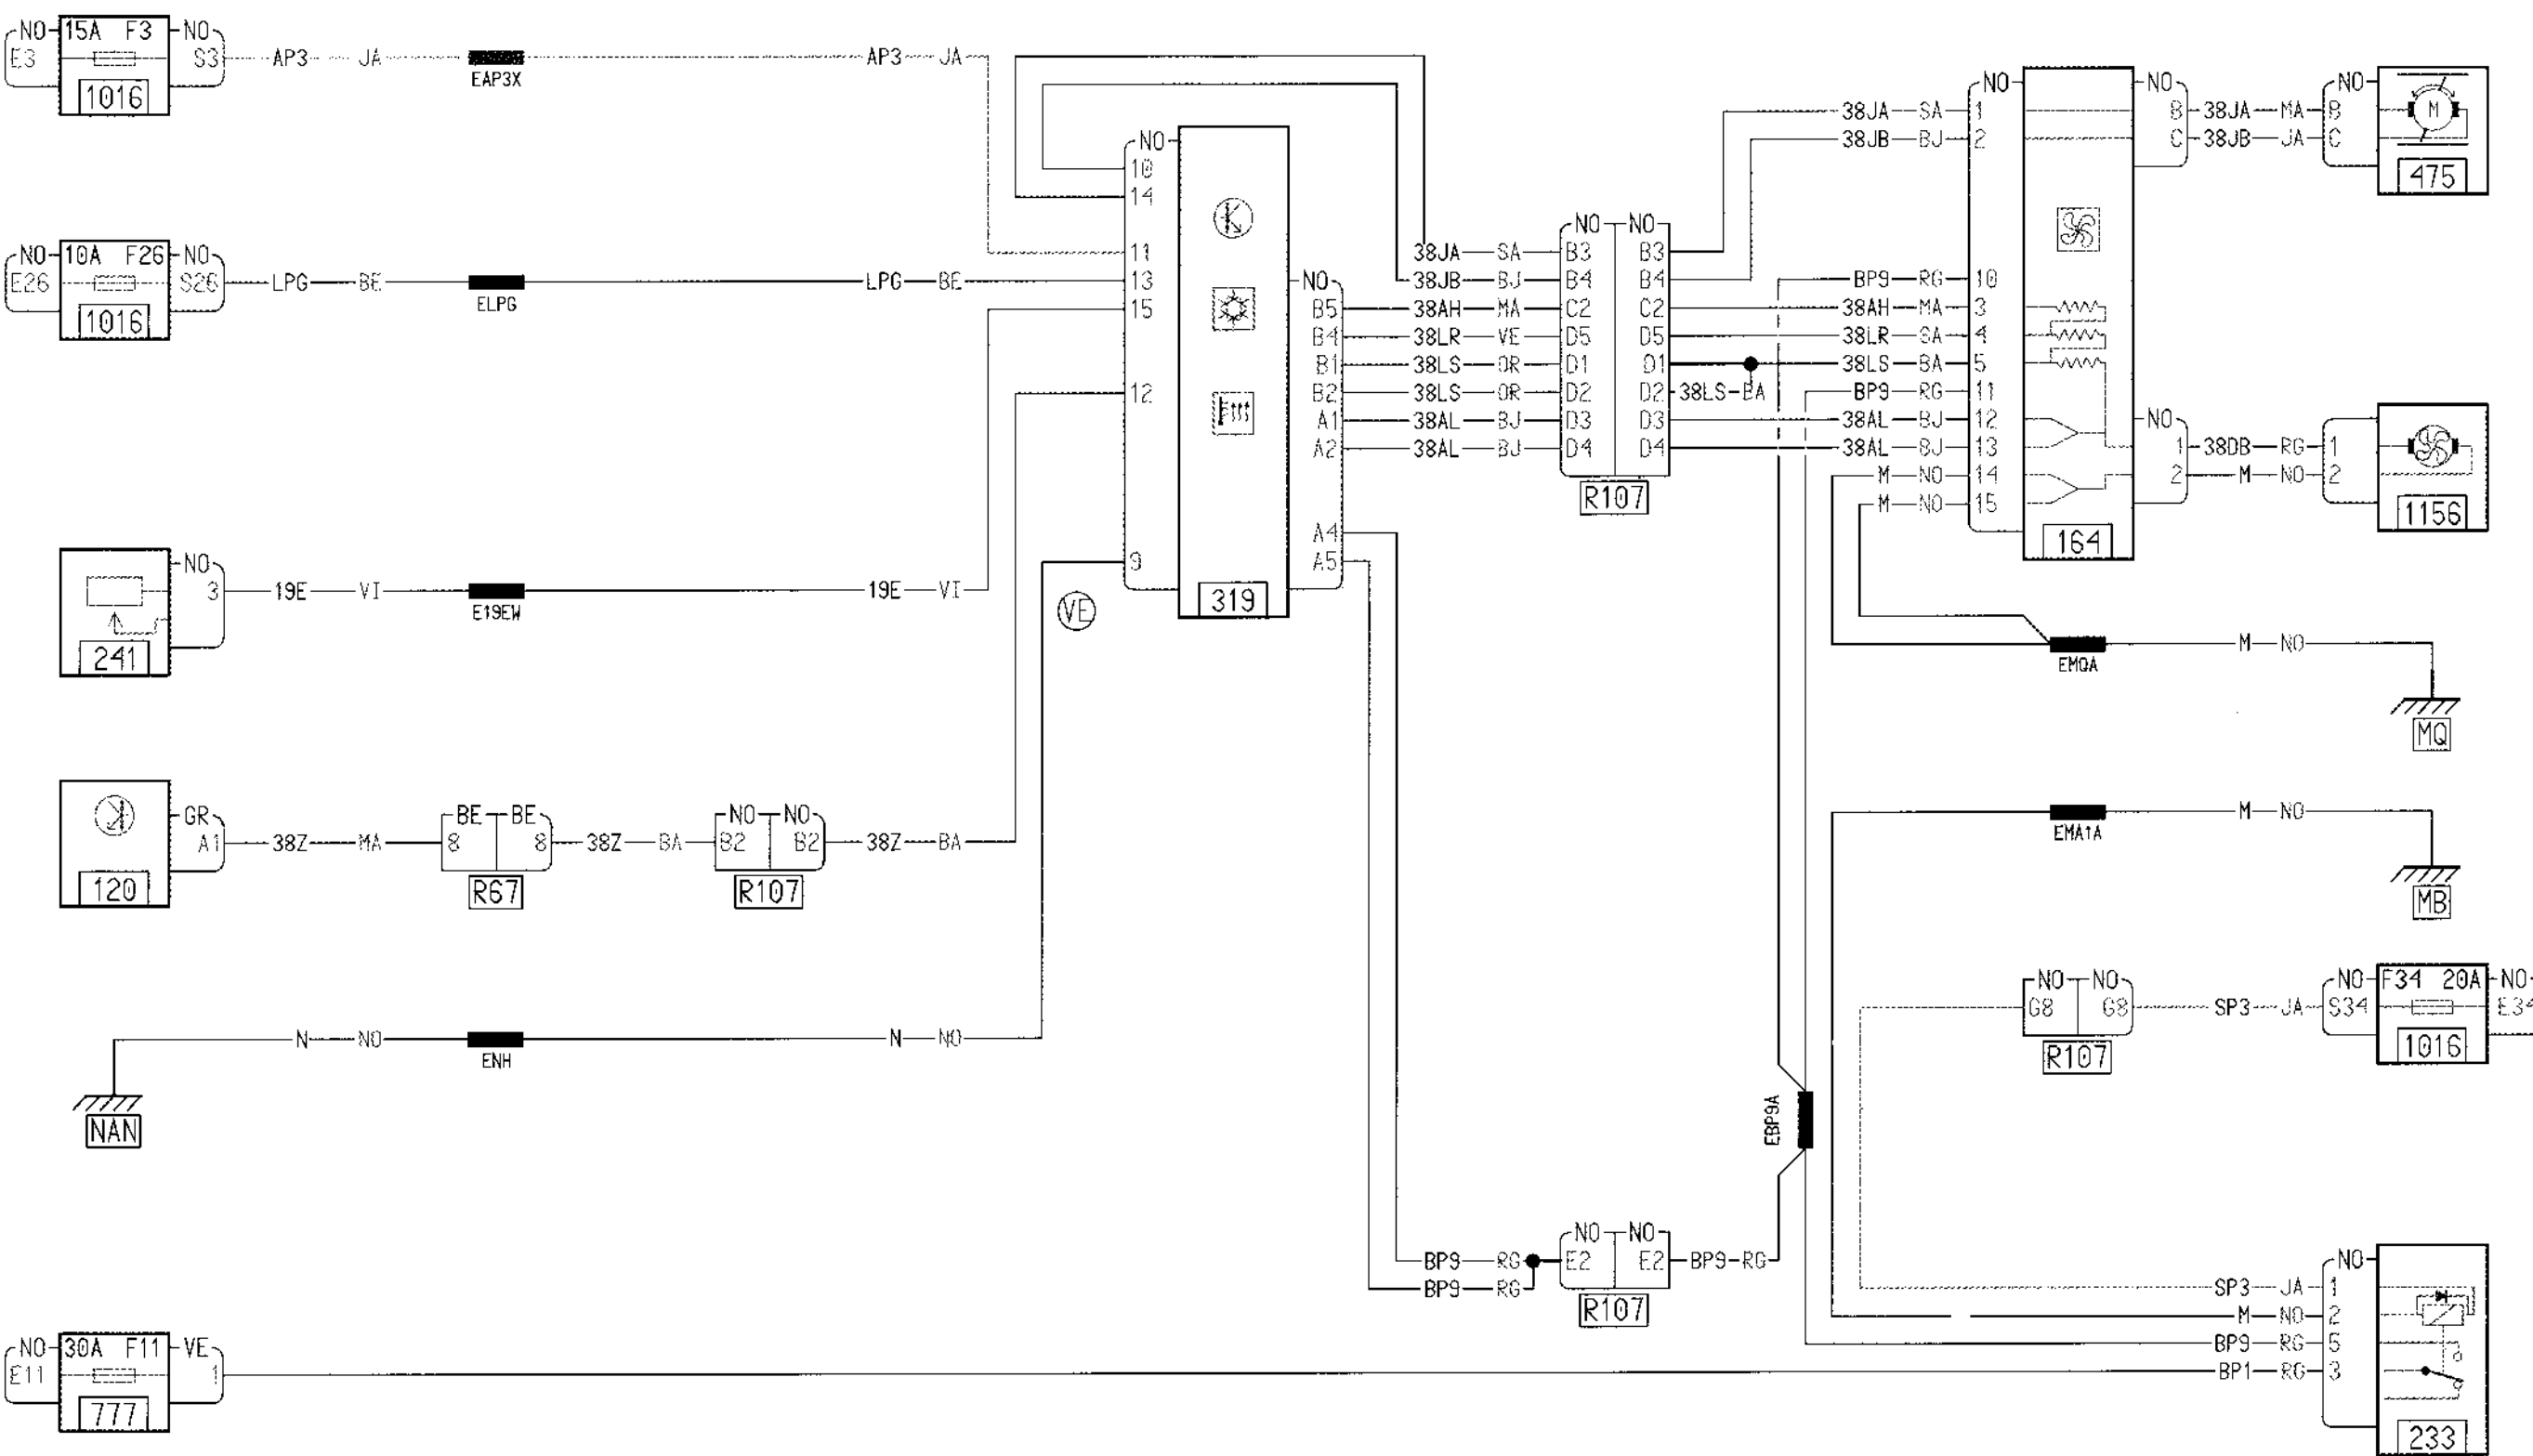 NO 15A F3 NO
E3 S3 AP3 JA
1016
EAP3X
AP3 JA
NO 10A F26 NO
E26 S26 LPG BE
1016
ELPG
LPG BE
NO
3 19E VI
241
E19EW
19E VI
GR
A1 38Z MA
120
BE BE
8 8
R67
38Z BA
NO NO
B2 B2
R107
38Z BA
N NO
ENH
N NO
NAN
NO 30A F11 VE
E11 1
777
NO
10
14
11
13
15
12
9
VE
319
NO
B5
B4
B1
B2
A1
A2
A4
A5
38JA SA
38JB BJ
38AH MA
38LR VE
38LS OR
38LS OR
38AL BJ
38AL BJ
NO NO
B3 B3
B4 B4
C2 C2
D5 D5
D1 D1
D2 D2 38LS BA
D3 D3
D4 D4
R107
BP9 RG
BP9 RG
NO NO
E2 E2 BP9 RG
R107
EBP9A
NO
38JA SA 1
38JB BJ 2
BP9 RG 10
38AH MA 3
38LR SA 4
38LS BA 5
BP9 RG 11
38AL BJ 12
38AL BJ 13
M NO 14
M NO 15
164
NO
B 38JA MA B
C 38JB JA C
NO
M
475
NO
1 38DB RG 1
2 M NO 2
1156
EMQA
M NO
MQ
EMA1A
M NO
MB
NO NO
G8 G8
R107
SP3 JA
NO F34 20A NO
S34 E34
1016
NO
SP3 JA 1
M NO 2
BP9 RG 5
BP1 RG 3
233